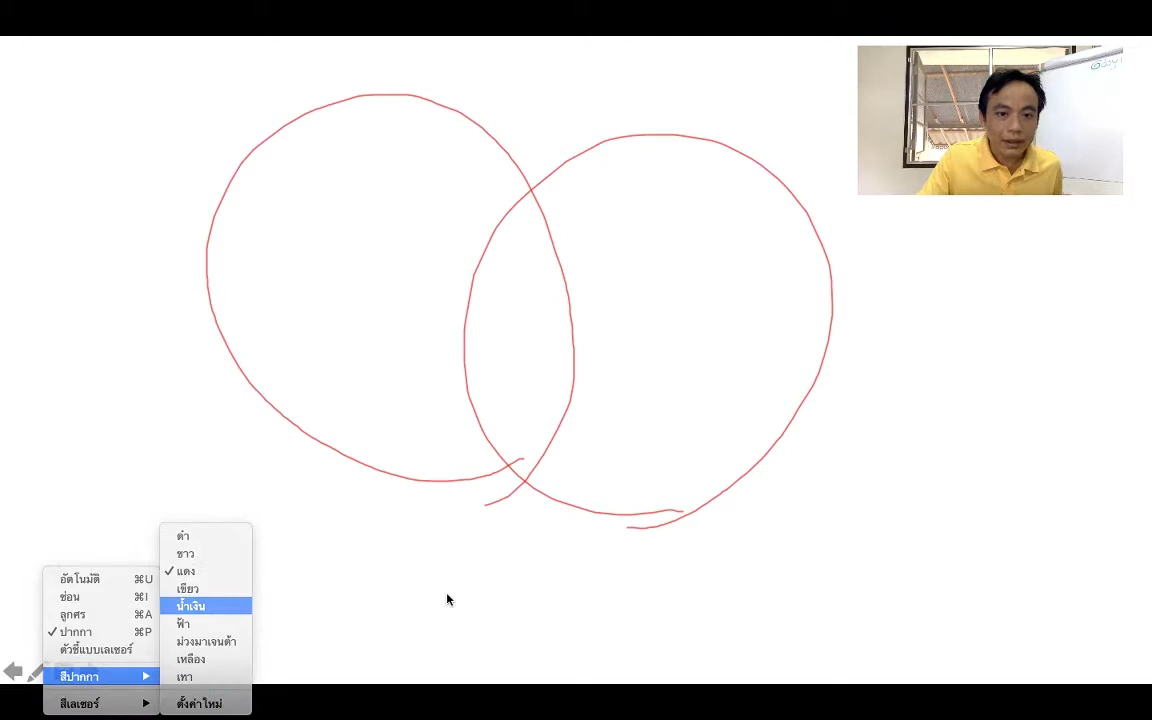 ดำ
ขาว
✓ แดง
เขียว
น้ำเงิน
ฟ้า
ม่วงมาเจนต้า
เหลือง
เทา
ตั้งค่าใหม่
อัตโนมัติ ⌘U
ซ่อน ⌘I
ลูกศร ⌘A
✓ ปากกา ⌘P
ตัวชี้แบบเลเซอร์
สีปากกา ▶
สีเลเซอร์ ▶